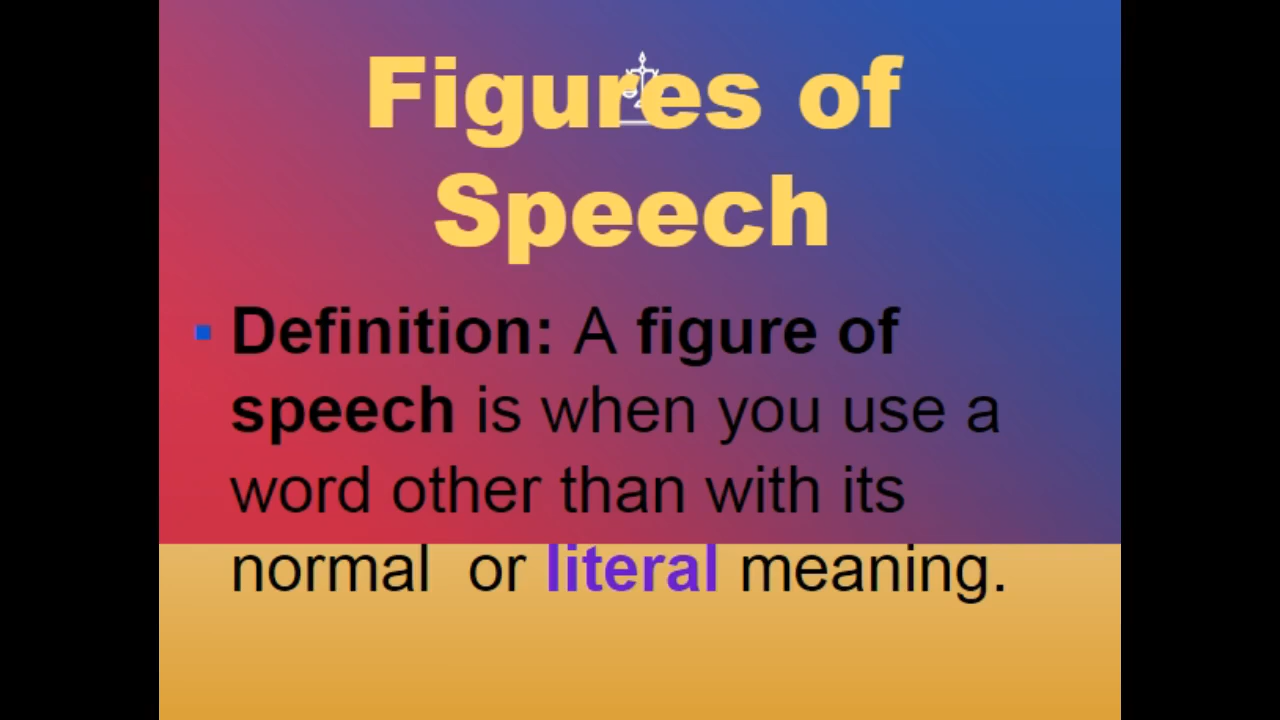 Figures of
Speech
▪ Definition: A figure of
speech is when you use a
word other than with its
normal  or literal meaning.